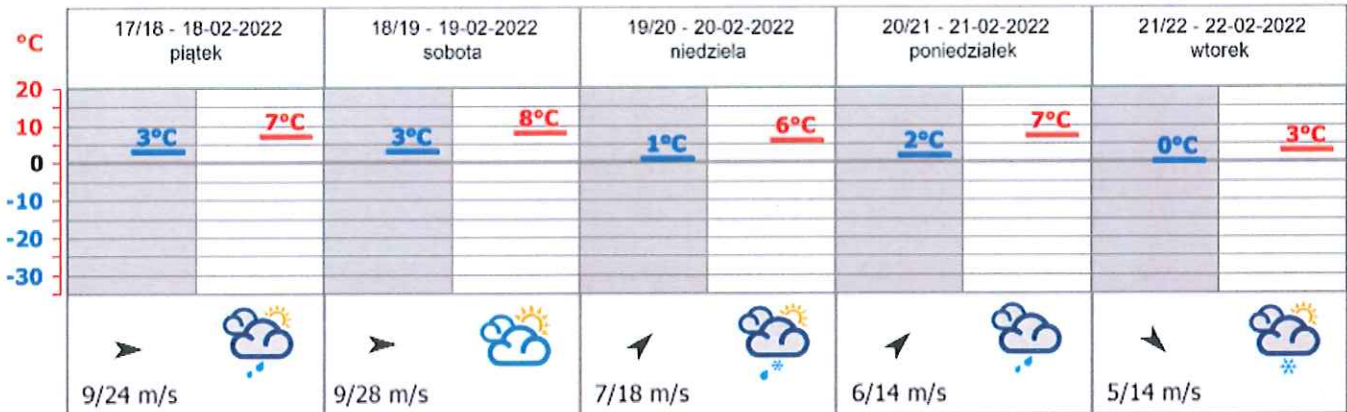 °C
17/18 - 18-02-2022
piątek
18/19 - 19-02-2022
sobota
19/20 - 20-02-2022
niedziela
20/21 - 21-02-2022
poniedziałek
21/22 - 22-02-2022
wtorek
20
10
0
-10
-20
-30
3°C
7°C
3°C
8°C
1°C
6°C
2°C
7°C
0°C
3°C
9/24 m/s
9/28 m/s
7/18 m/s
6/14 m/s
5/14 m/s